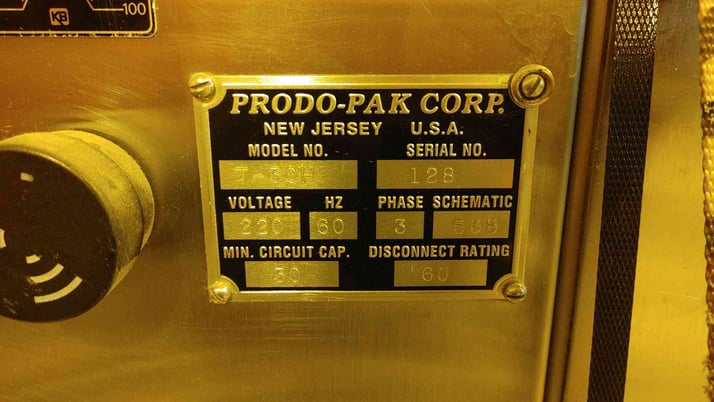 100
KB
PRODO-PAK CORP.
NEW JERSEY U.S.A.
MODEL NO. SERIAL NO.
128
VOLTAGE HZ PHASE SCHEMATIC
220 60 3 538
MIN. CIRCUIT CAP. DISCONNECT RATING
30 60